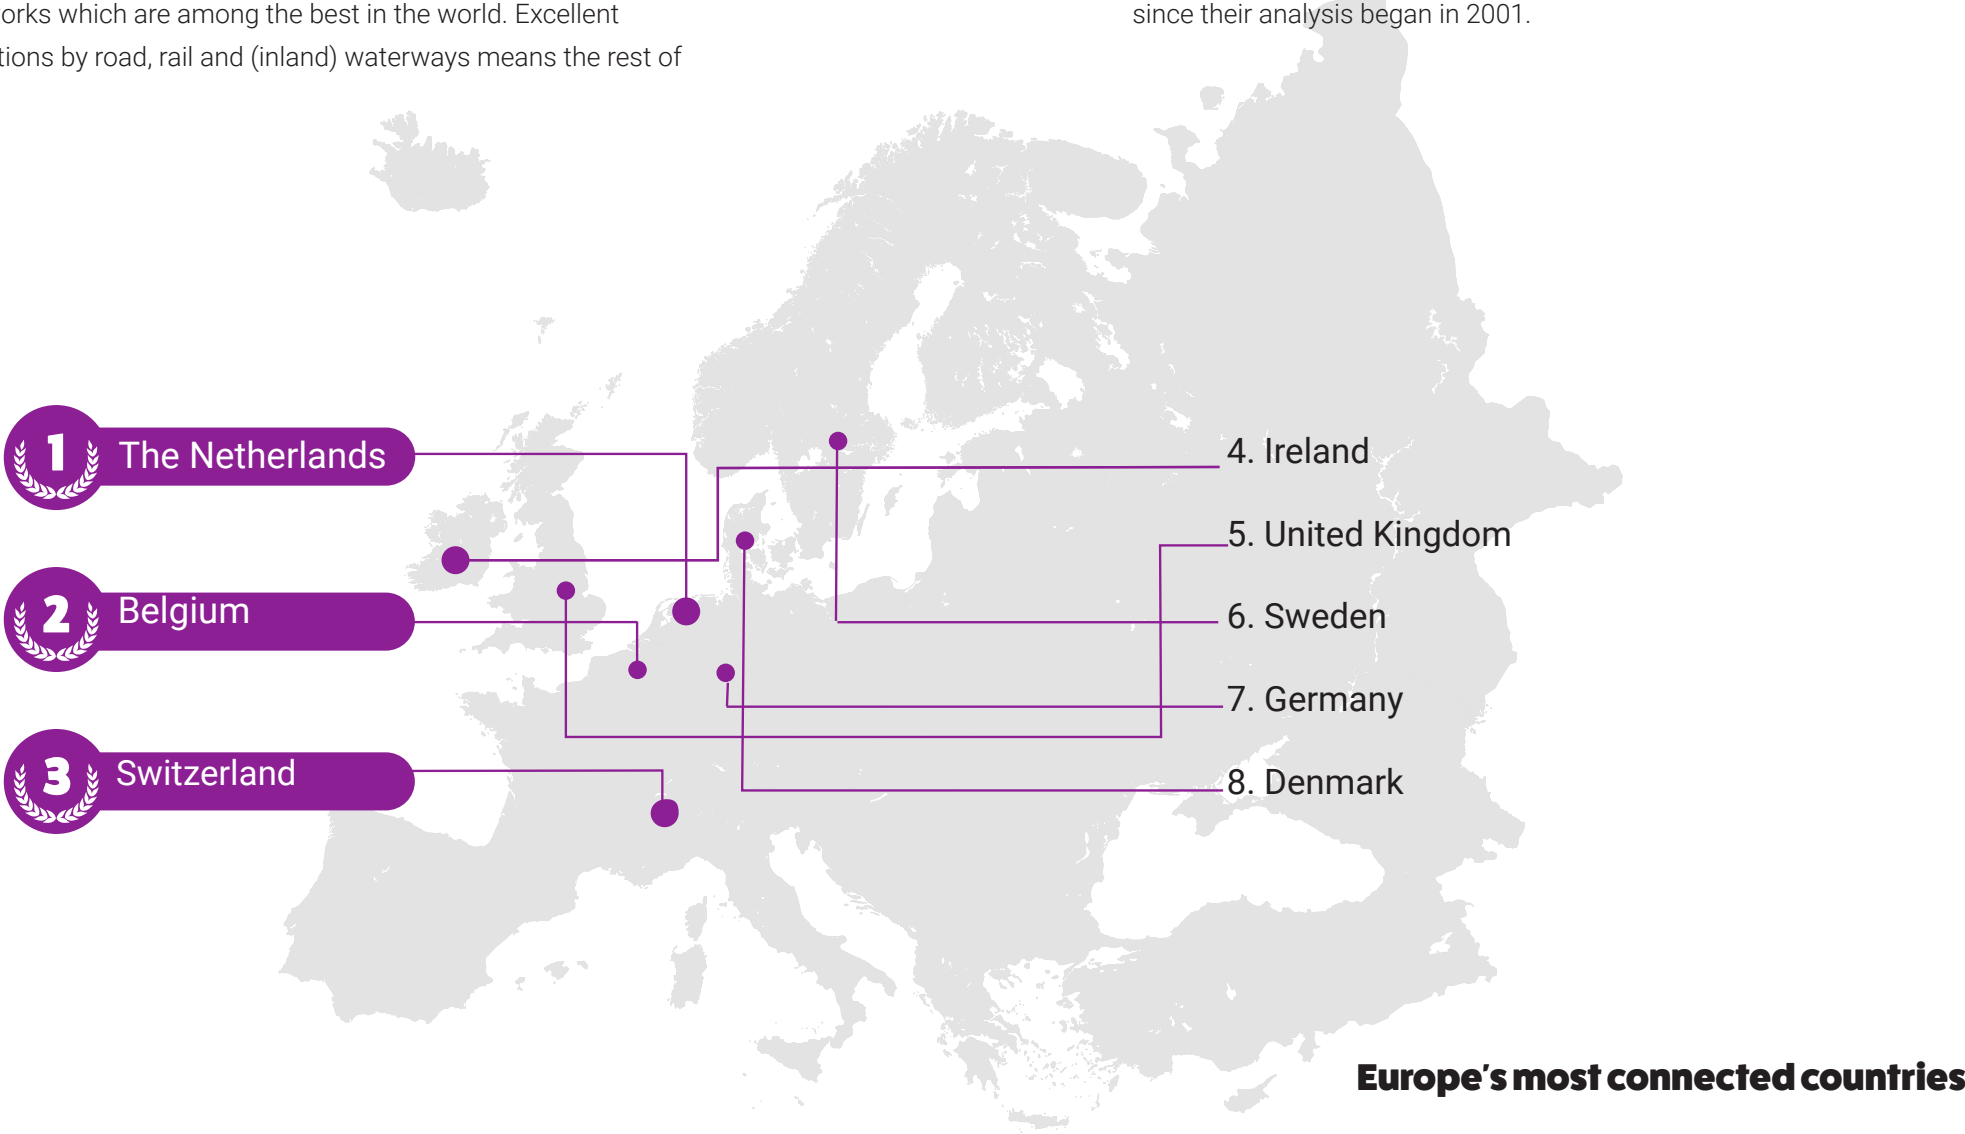 orks which are among the best in the world. Excellent
tions by road, rail and (inland) waterways means the rest of
since their analysis began in 2001.
1 The Netherlands
2 Belgium
3 Switzerland
4. Ireland
5. United Kingdom
6. Sweden
7. Germany
8. Denmark
Europe's most connected countries